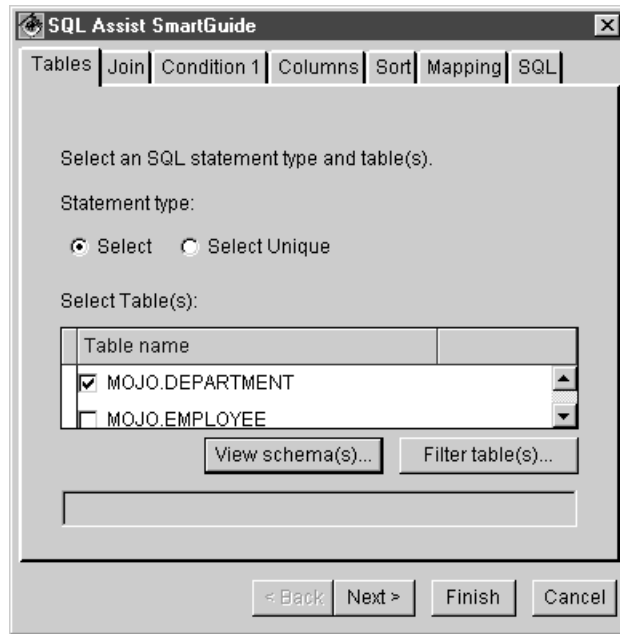 SQL Assist SmartGuide
Tables Join Condition 1 Columns Sort Mapping SQL
Select an SQL statement type and table(s).
Statement type:
Select Select Unique
Select Table(s):
Table name
MOJO.DEPARTMENT
MOJO.EMPLOYEE
View schema(s)... Filter table(s)...
< Back Next > Finish Cancel